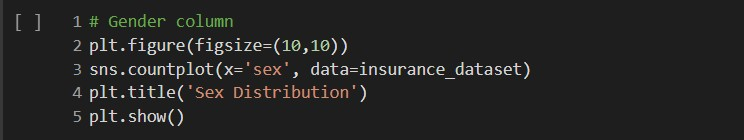 [ ] 1 # Gender column
2 plt.figure(figsize=(10,10))
3 sns.countplot(x='sex', data=insurance_dataset)
4 plt.title('Sex Distribution')
5 plt.show()